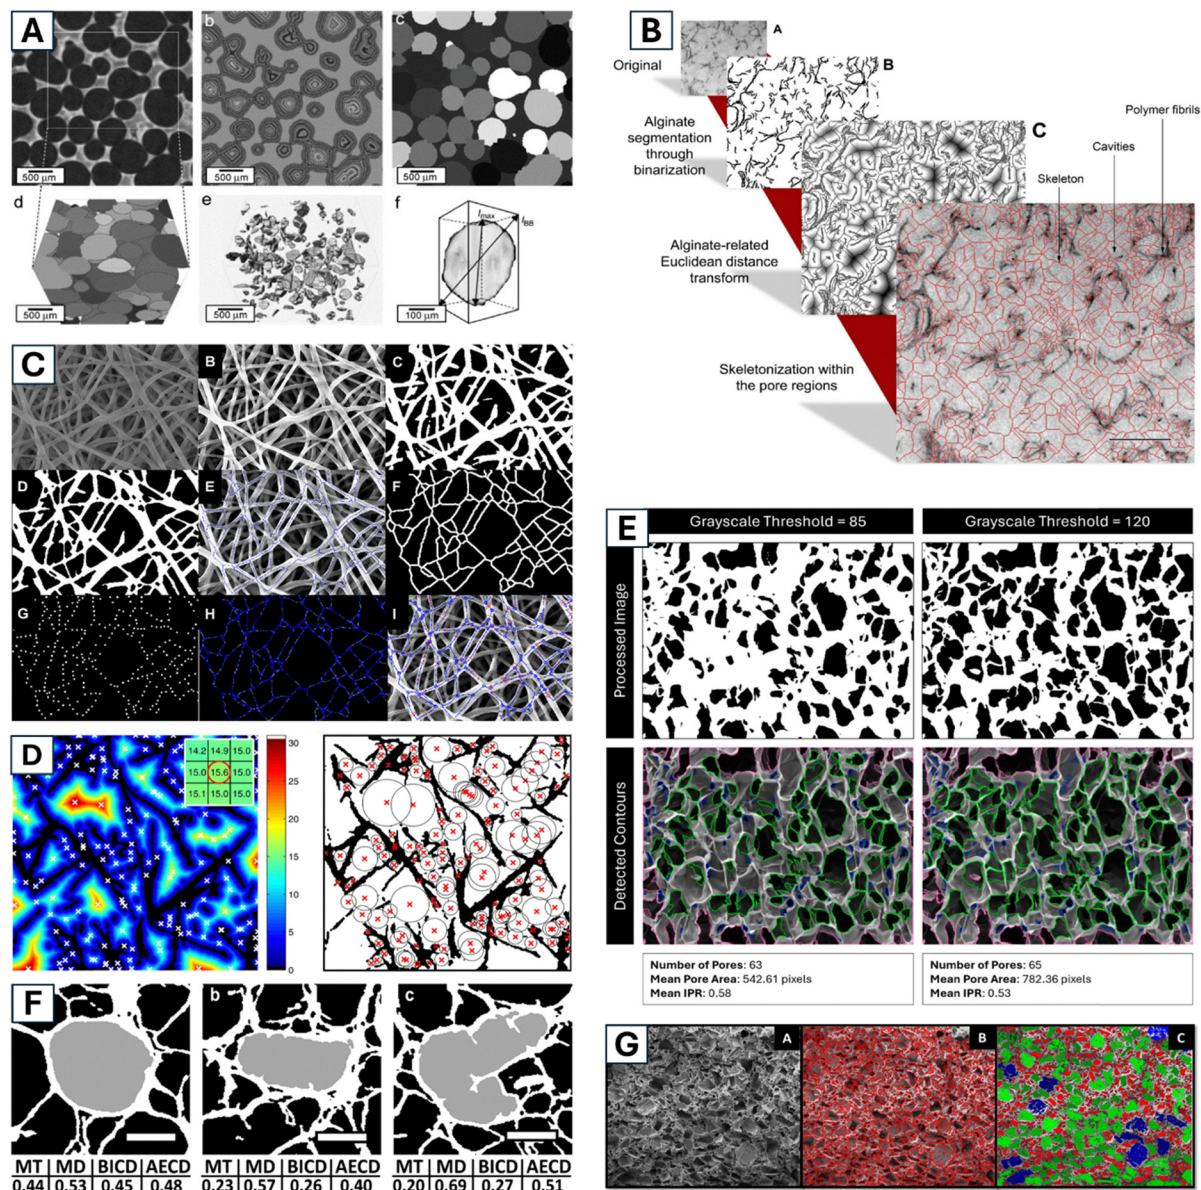 A
b
c
500 μm
500 μm
500 μm
d
e
f
lmax
lBB
500 μm
500 μm
100 μm
B
A
Original
B
Alginate
segmentation
through
binarization
C
Polymer fibrils
Cavities
Skeleton
Alginate-related
Euclidean distance
transform
Skeletonization within
the pore regions
C
B
C
D
E
F
G
H
I
D
14.2 14.9 15.0
15.0 15.6 15.0
15.1 15.0 15.0
30
25
20
15
10
5
0
E
Grayscale Threshold = 85
Grayscale Threshold = 120
Processed Image
Detected Contours
Number of Pores: 63
Mean Pore Area: 542.61 pixels
Mean IPR: 0.58
Number of Pores: 65
Mean Pore Area: 782.36 pixels
Mean IPR: 0.53
F
b
c
MT MD BICD AECD
0.44 0.53 0.45 0.48
MT MD BICD AECD
0.23 0.57 0.26 0.40
MT MD BICD AECD
0.20 0.69 0.27 0.51
G
A
B
C